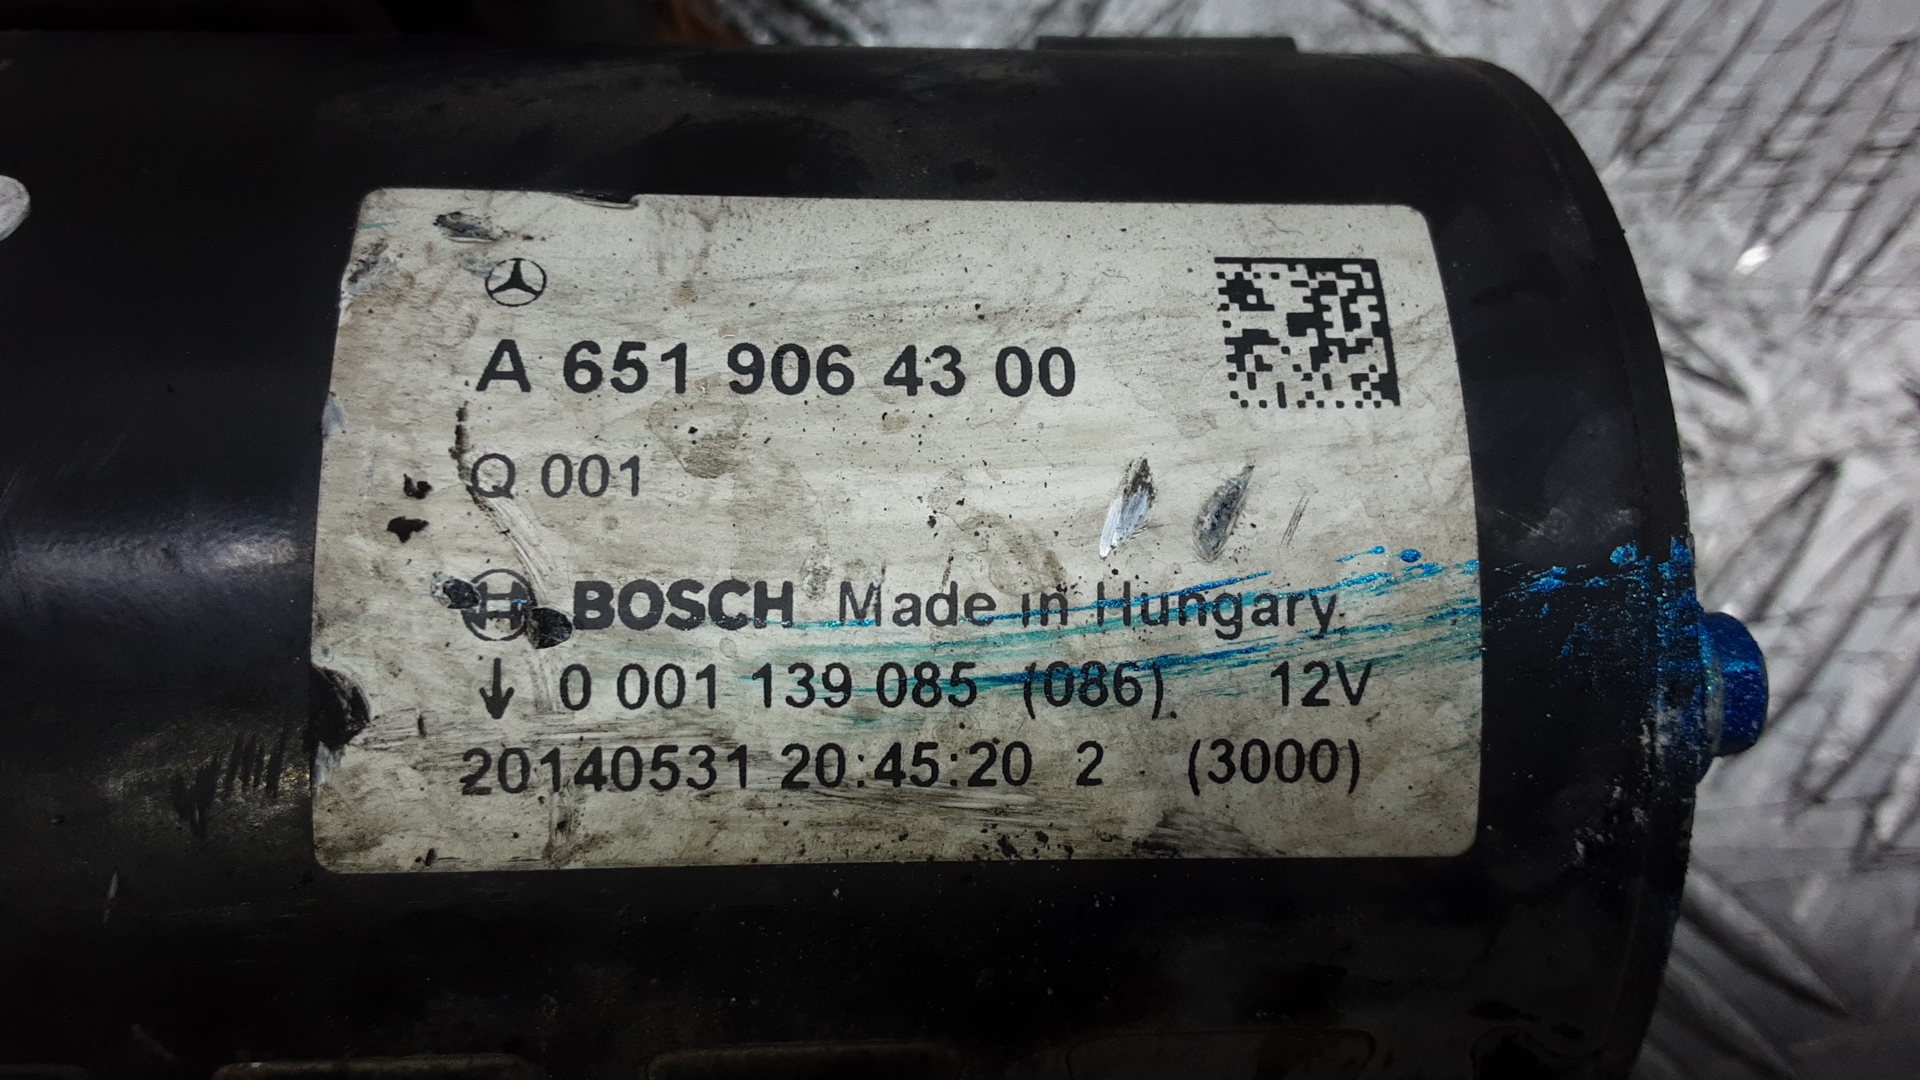 A 651 906 43 00
Q 001
BOSCH Made in Hungary
↓ 0 001 139 085 (086) 12V
20140531 20:45:20 2 (3000)